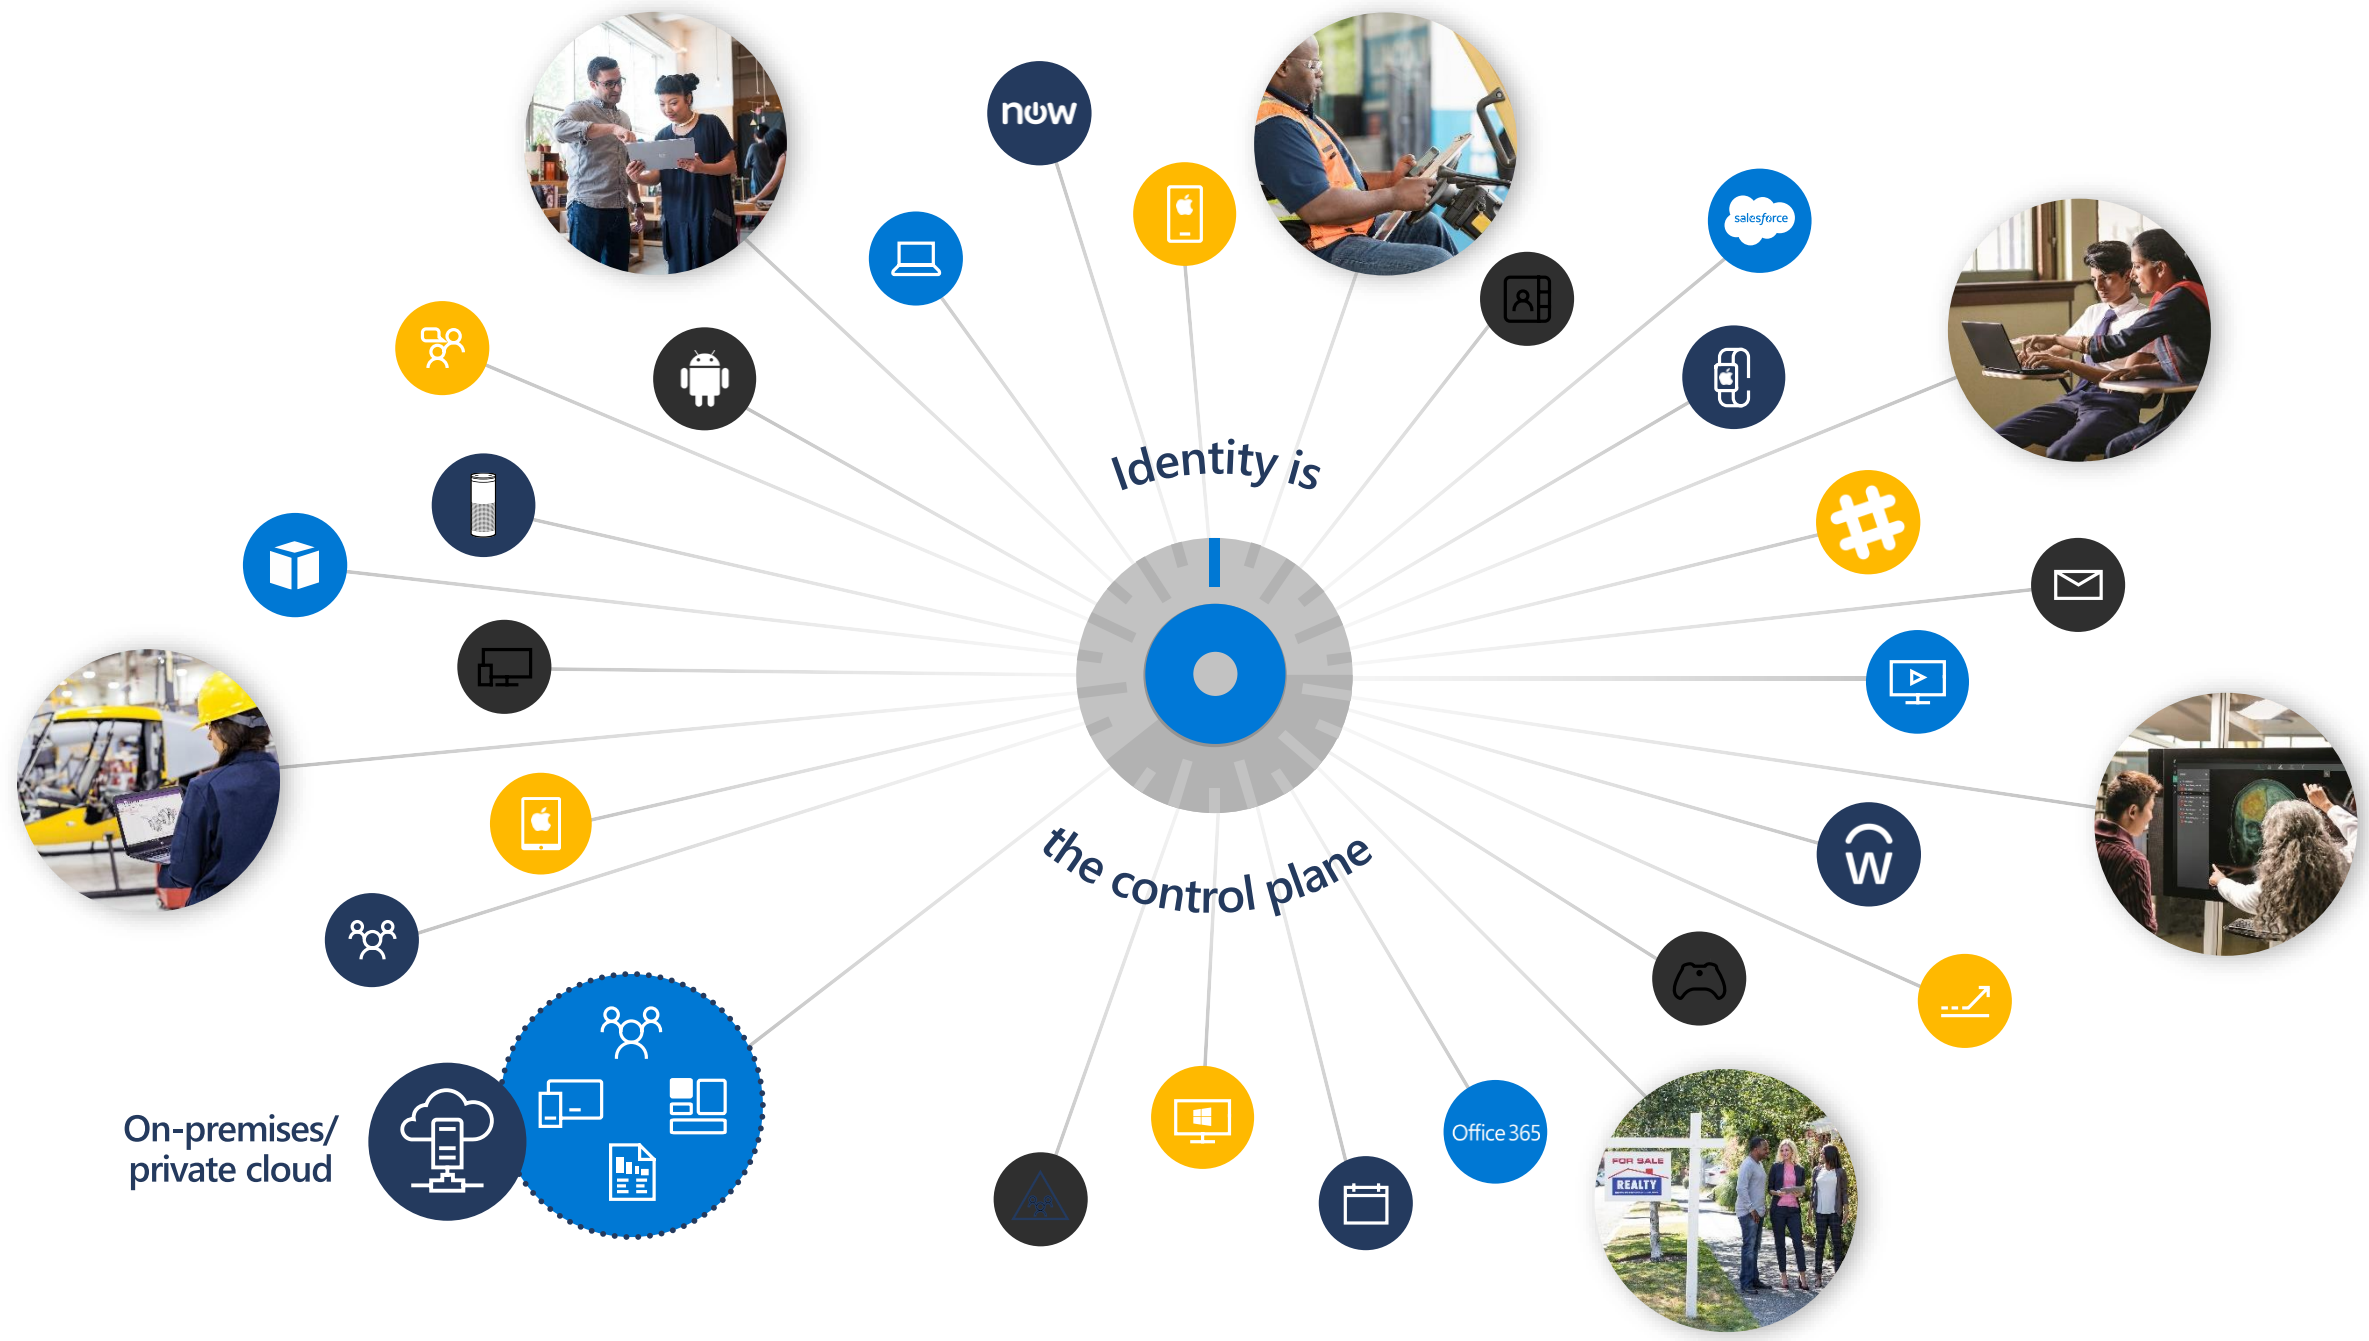 now
salesforce
Identity is
the control plane
W
On-premises/
private cloud
Office 365
FOR SALE
REALTY